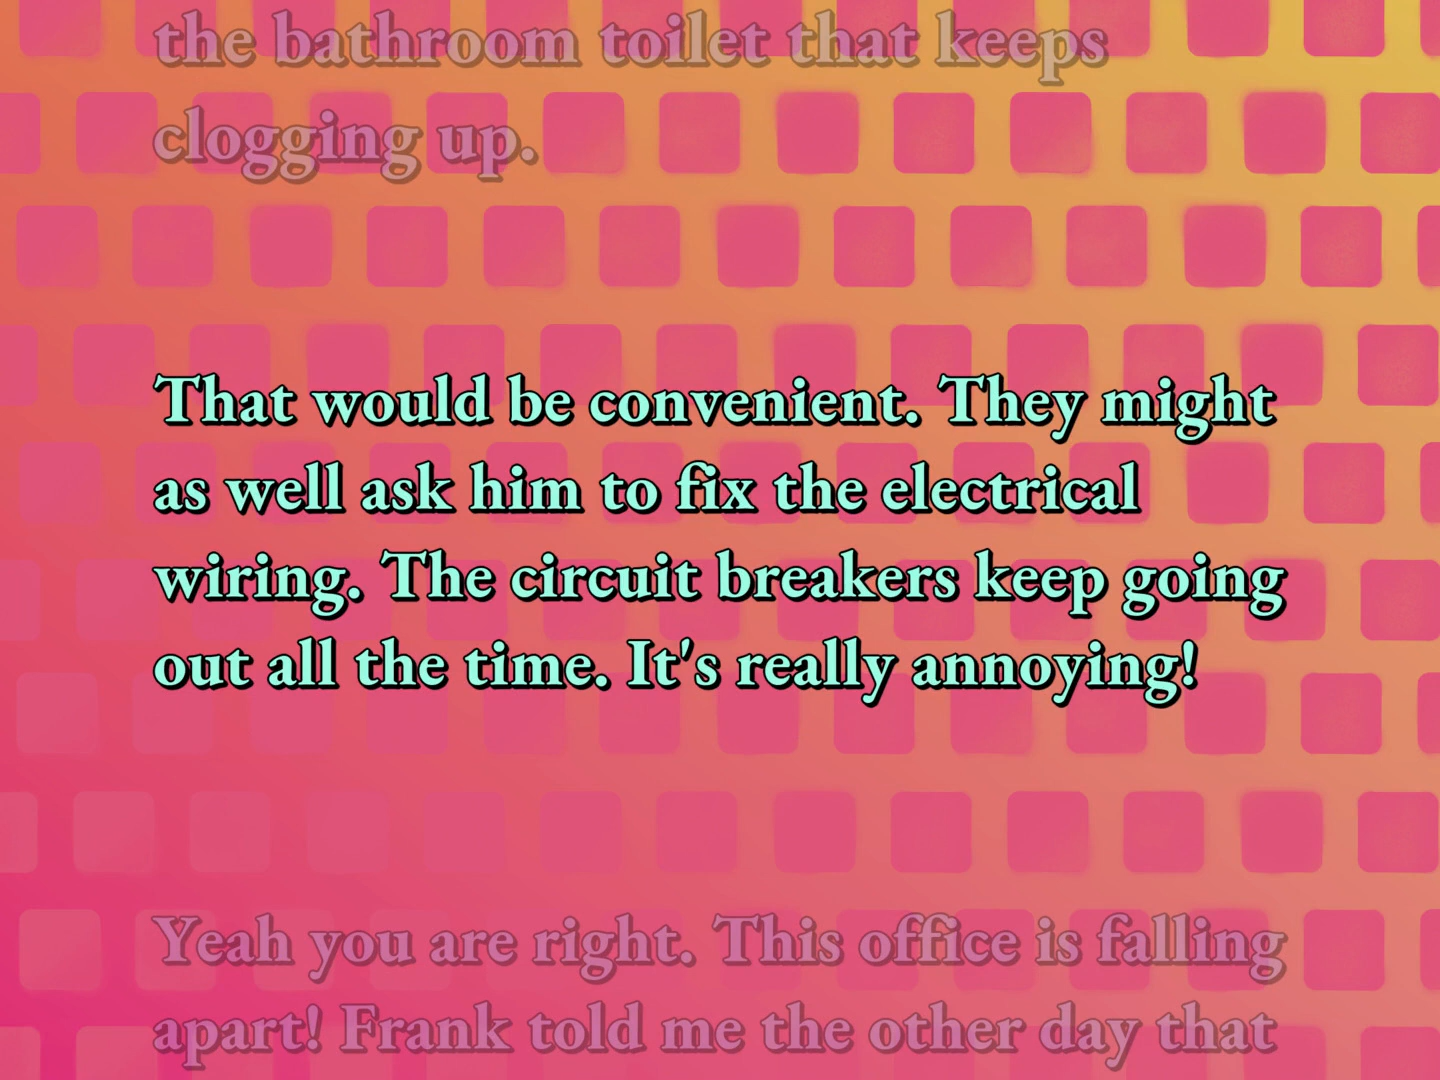 the bathroom toilet that keeps
clogging up.
That would be convenient. They might
as well ask him to fix the electrical
wiring. The circuit breakers keep going
out all the time. It's really annoying!
Yeah you are right. This office is falling
apart! Frank told me the other day that